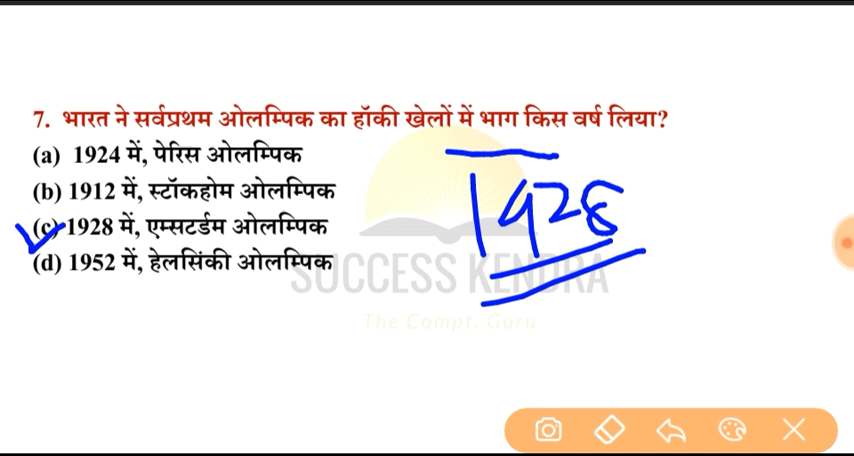 7. भारत ने सर्वप्रथम ओलम्पिक का हॉकी खेलों में भाग किस वर्ष लिया?
(a) 1924 में, पेरिस ओलम्पिक
(b) 1912 में, स्टॉकहोम ओलम्पिक
(c) 1928 में, एम्सटर्डम ओलम्पिक
(d) 1952 में, हेलसिंकी ओलम्पिक
1928
SUCCESS KENDRA
The Compt. Guru